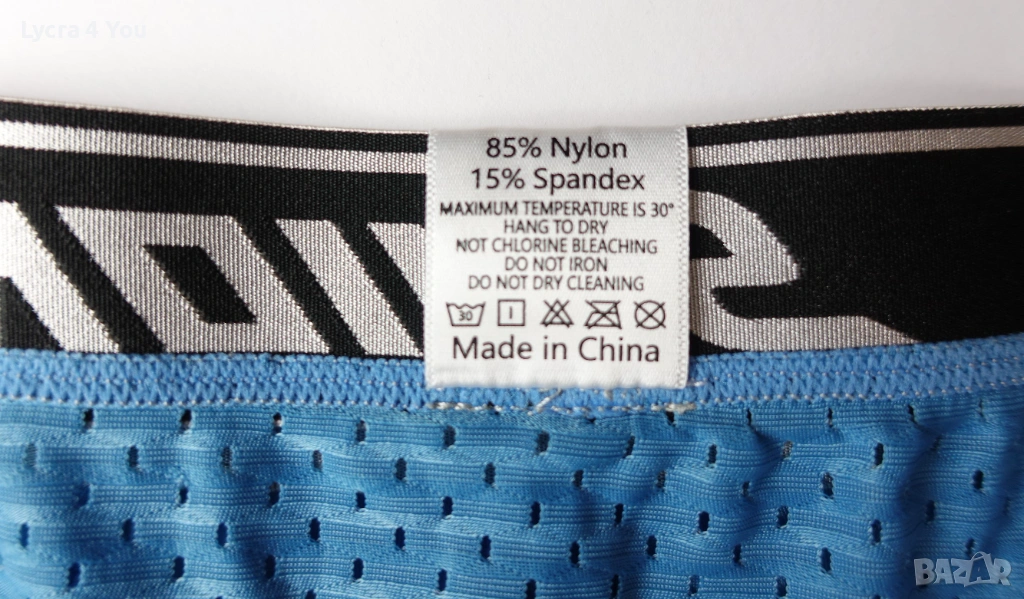 Lycra 4 You
85% Nylon
15% Spandex
MAXIMUM TEMPERATURE IS 30°
HANG TO DRY
NOT CHLORINE BLEACHING
DO NOT IRON
DO NOT DRY CLEANING
30
Made in China
BAZAR